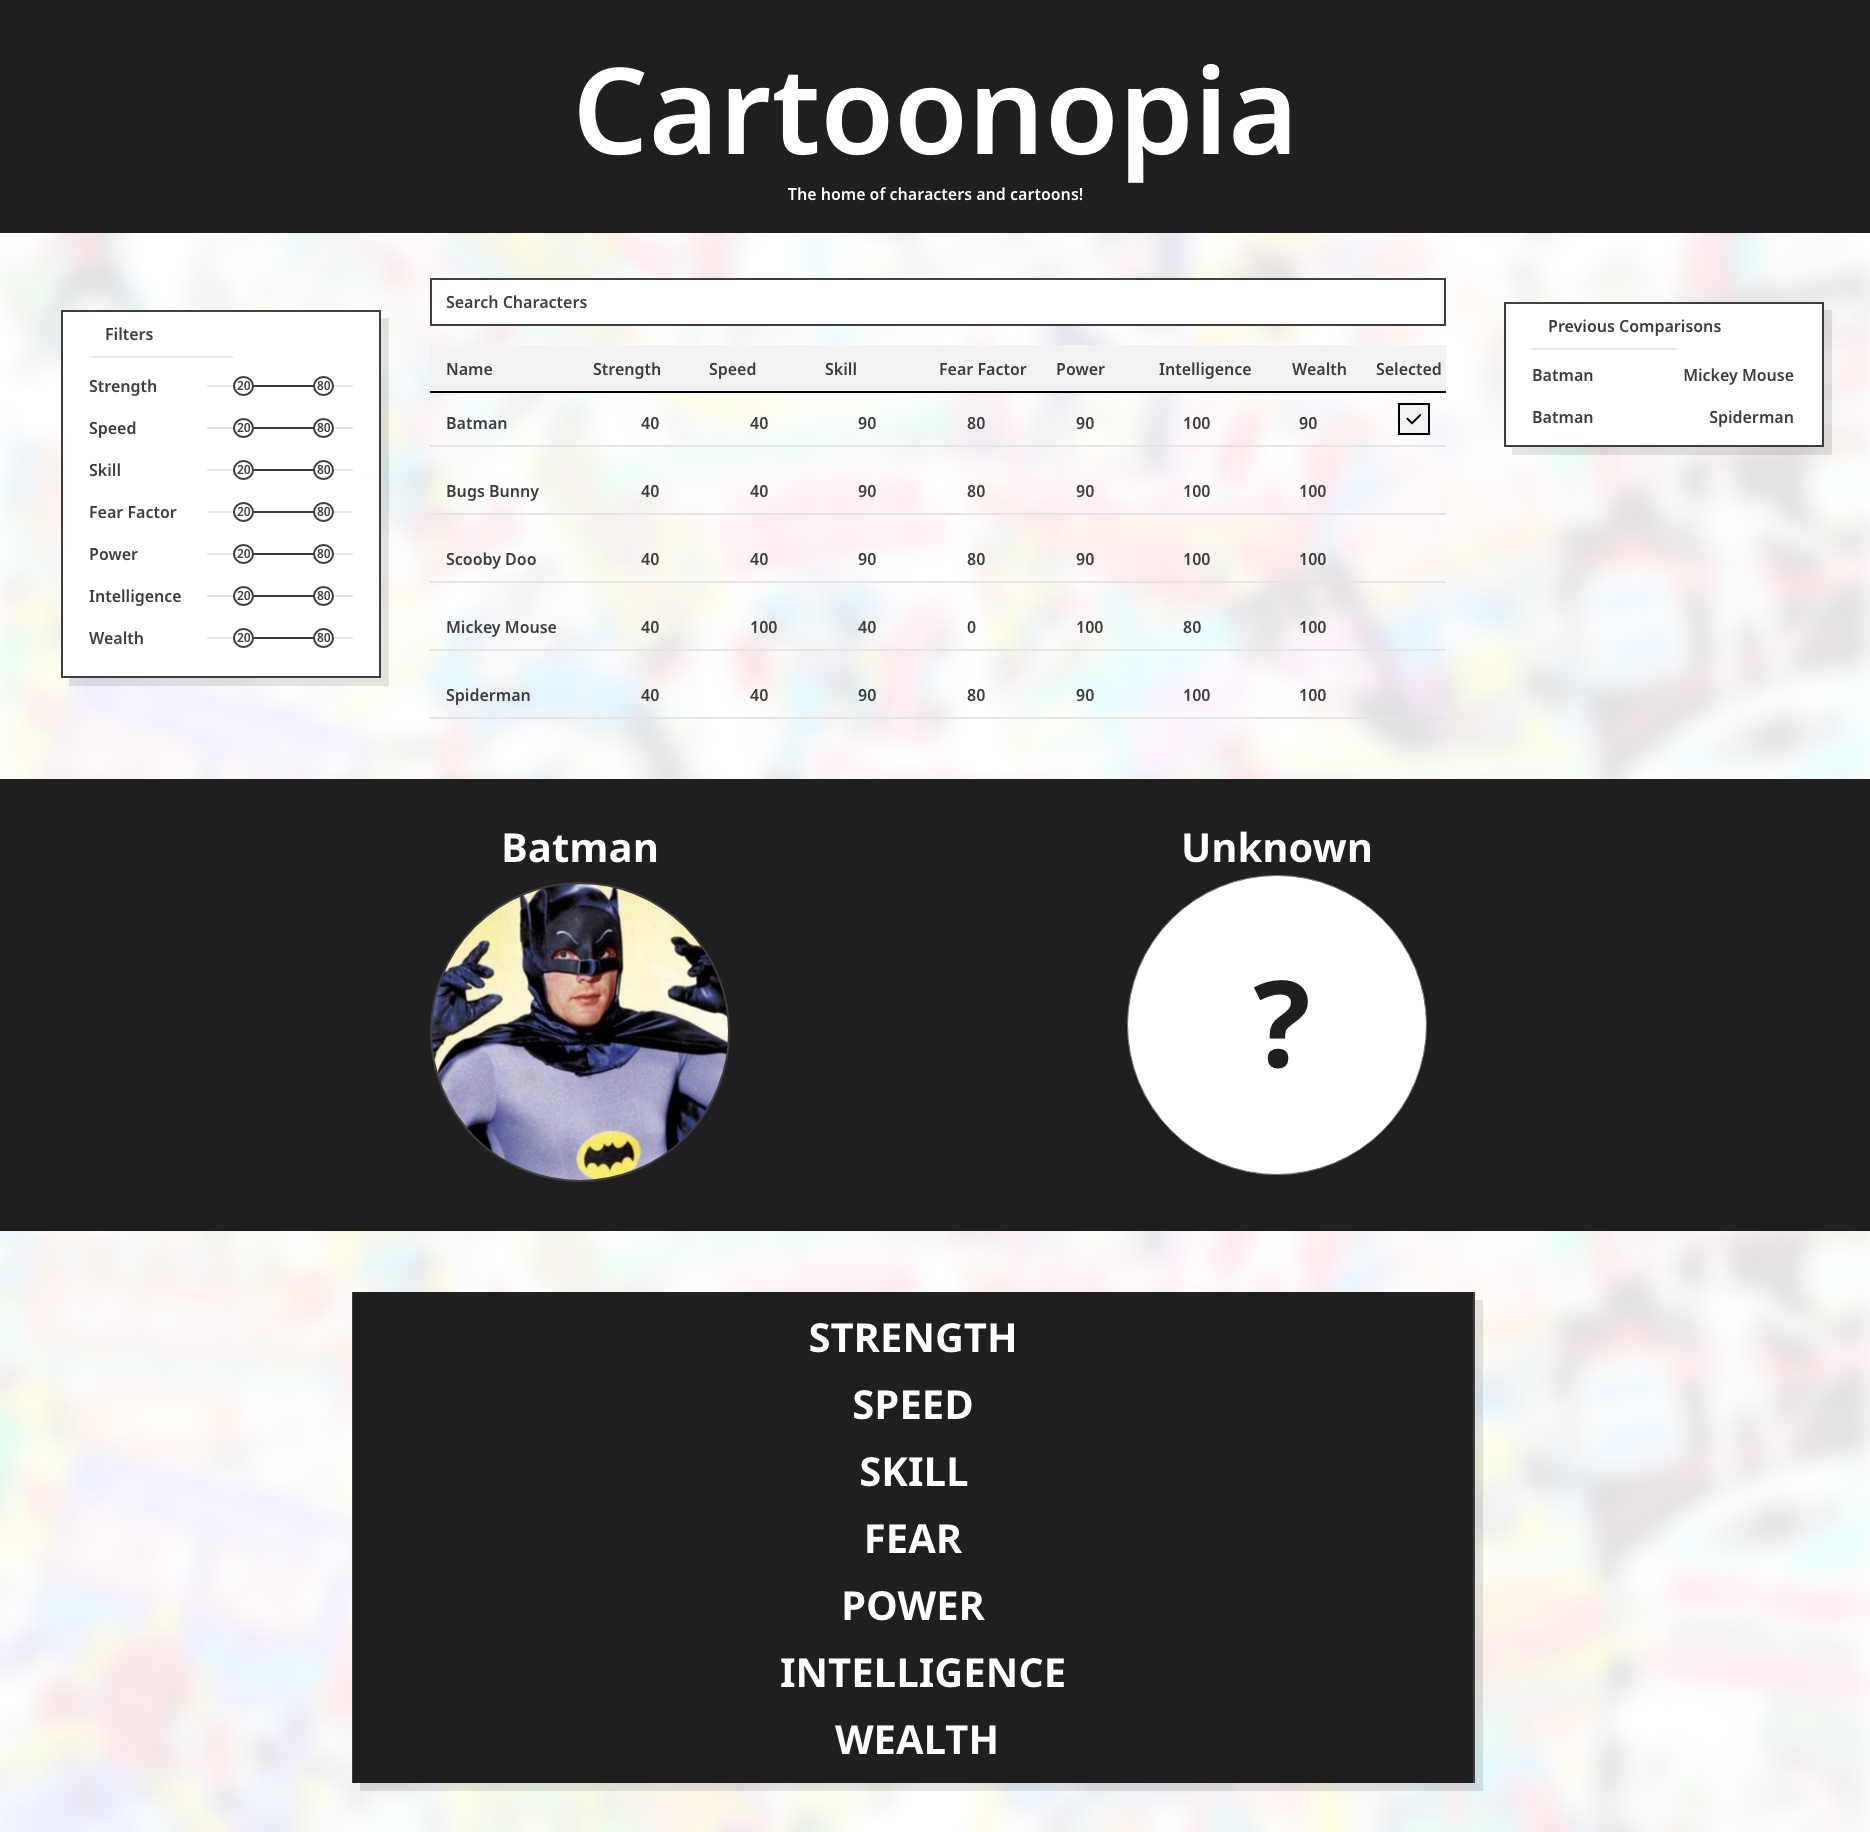 Cartoonopia
The home of characters and cartoons!
Search Characters
Filters
Strength 20 80
Speed 20 80
Skill 20 80
Fear Factor 20 80
Power 20 80
Intelligence 20 80
Wealth 20 80
Name Strength Speed Skill Fear Factor Power Intelligence Wealth Selected
Batman 40 40 90 80 90 100 90
Bugs Bunny 40 40 90 80 90 100 100
Scooby Doo 40 40 90 80 90 100 100
Mickey Mouse 40 100 40 0 100 80 100
Spiderman 40 40 90 80 90 100 100
Previous Comparisons
Batman Mickey Mouse
Batman Spiderman
Batman
Unknown
?
STRENGTH
SPEED
SKILL
FEAR
POWER
INTELLIGENCE
WEALTH